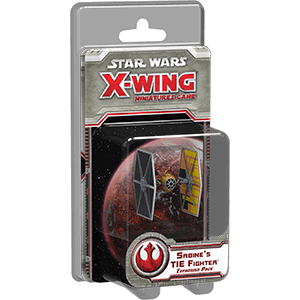 STAR WARS
X-WING
MINIATURES GAME
SABINE'S
TIE FIGHTER
EXPANSION PACK